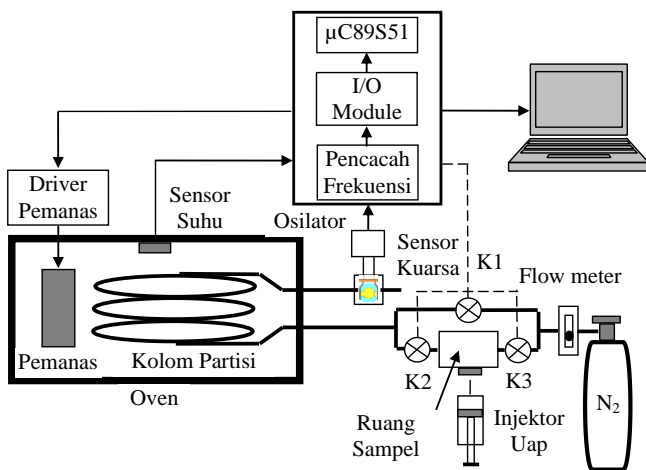 µC89S51
I/O
Module
Pencacah
Frekuensi
Driver
Pemanas
Sensor
Suhu
Osilator
Sensor
Kuarsa
K1
Flow meter
Pemanas
Kolom Partisi
K2
K3
Oven
Ruang
Sampel
Injektor
Uap
N2